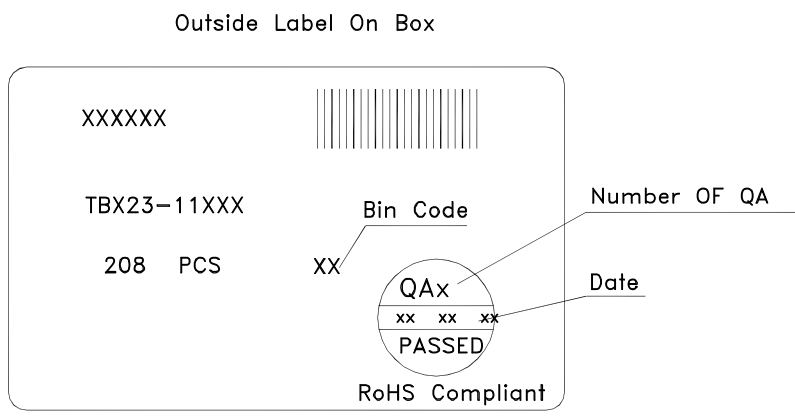 Outside Label On Box
XXXXXX
TBX23-11XXX
Bin Code
Number OF QA
208 PCS
XX
QAx
Date
xx xx xx
PASSED
RoHS Compliant